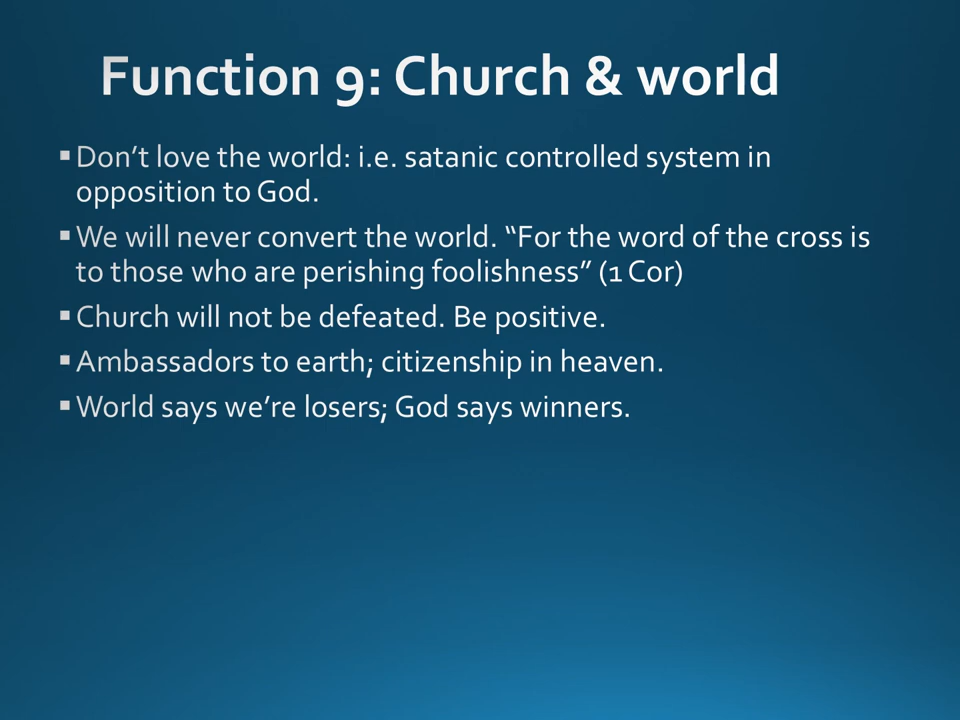 Function 9: Church & world
▪Don’t love the world: i.e. satanic controlled system in
opposition to God.
▪We will never convert the world. “For the word of the cross is
to those who are perishing foolishness” (1 Cor)
▪Church will not be defeated. Be positive.
▪Ambassadors to earth; citizenship in heaven.
▪World says we’re losers; God says winners.